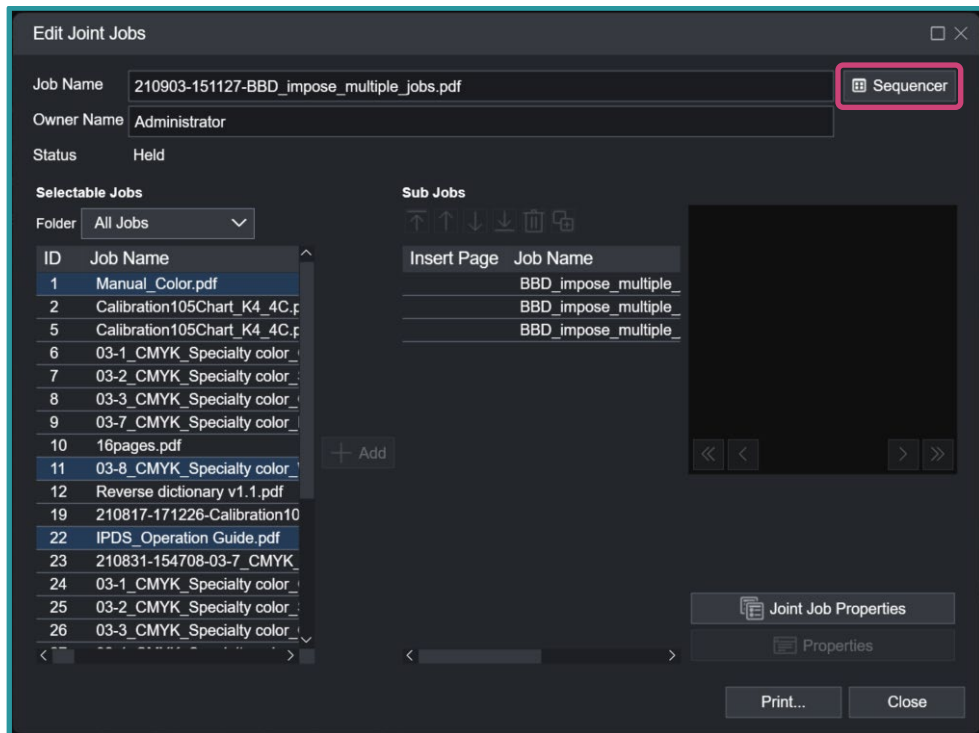 Edit Joint Jobs
Job Name 210903-151127-BBD_impose_multiple_jobs.pdf Sequencer
Owner Name Administrator
Status Held
Selectable Jobs
Folder All Jobs
ID Job Name
1 Manual_Color.pdf
2 Calibration105Chart_K4_4C.p
5 Calibration105Chart_K4_4C.p
6 03-1_CMYK_Specialty color_
7 03-2_CMYK_Specialty color_
8 03-3_CMYK_Specialty color_
9 03-7_CMYK_Specialty color_
10 16pages.pdf
11 03-8_CMYK_Specialty color_
12 Reverse dictionary v1.1.pdf
19 210817-171226-Calibration10
22 IPDS_Operation Guide.pdf
23 210831-154708-03-7_CMYK_
24 03-1_CMYK_Specialty color_
25 03-2_CMYK_Specialty color_
26 03-3_CMYK_Specialty color_
Add
Sub Jobs
Insert Page Job Name
BBD_impose_multiple_
BBD_impose_multiple_
BBD_impose_multiple_
Joint Job Properties
Properties
Print... Close